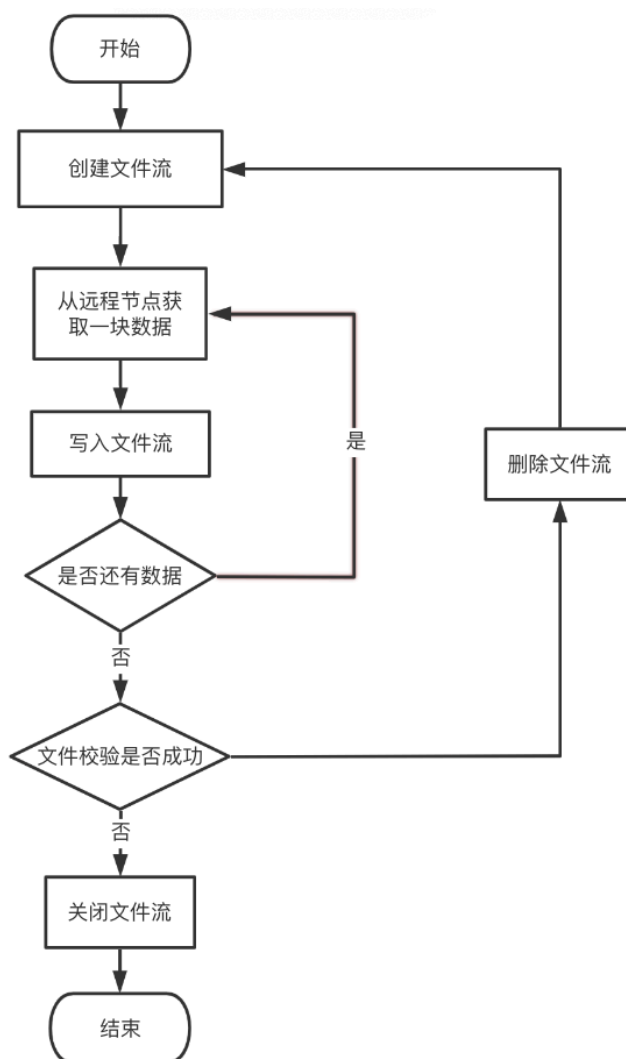 开始
创建文件流
从远程节点获
取一块数据
写入文件流
是
删除文件流
是否还有数据
否
文件校验是否成功
否
关闭文件流
结束